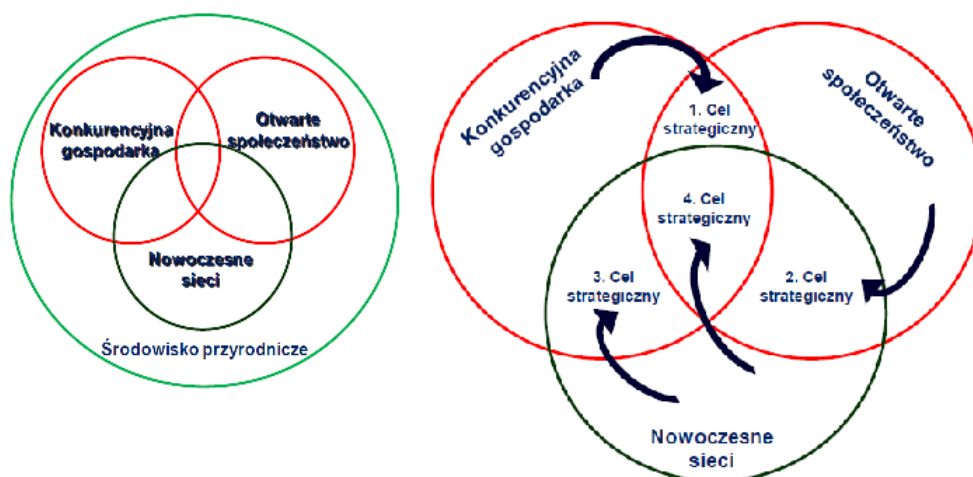 Konkurencyjna
gospodarka
Otwarte
społeczeństwo
Nowoczesne
sieci
Środowisko przyrodnicze
Konkurencyjna
gospodarka
Otwarte
społeczeństwo
1. Cel
strategiczny
4. Cel
strategiczny
3. Cel
strategiczny
2. Cel
strategiczny
Nowoczesne
sieci